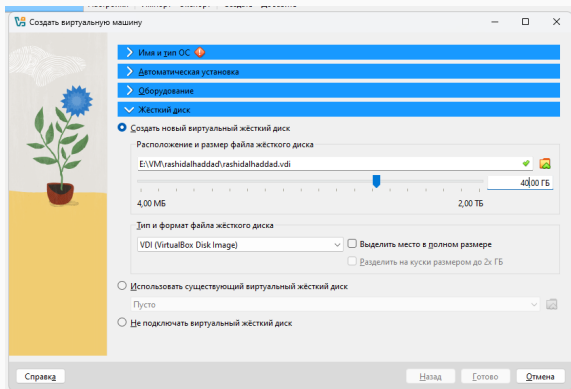 Создать виртуальную машину
Имя и тип ОС
Автоматическая установка
Оборудование
Жёсткий диск
Создать новый виртуальный жёсткий диск
Расположение и размер файла жёсткого диска
E:\VM\rashidalhaddad\rashidalhaddad.vdi
40,00 ГБ
4,00 МБ 2,00 ТБ
Тип и формат файла жёсткого диска
VDI (VirtualBox Disk Image) Выделить место в полном размере
Разделить на куски размером до 2х ГБ
Использовать существующий виртуальный жёсткий диск
Пусто
Не подключать виртуальный жёсткий диск
Справка Назад Готово Отмена